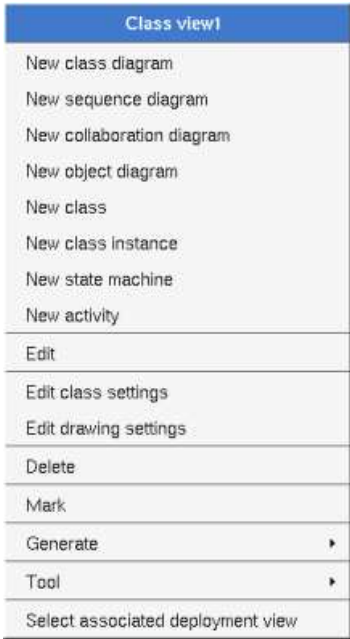 Class view1
New class diagram
New sequence diagram
New collaboration diagram
New object diagram
New class
New class instance
New state machine
New activity
Edit
Edit class settings
Edit drawing settings
Delete
Mark
Generate
Tool
Select associated deployment view